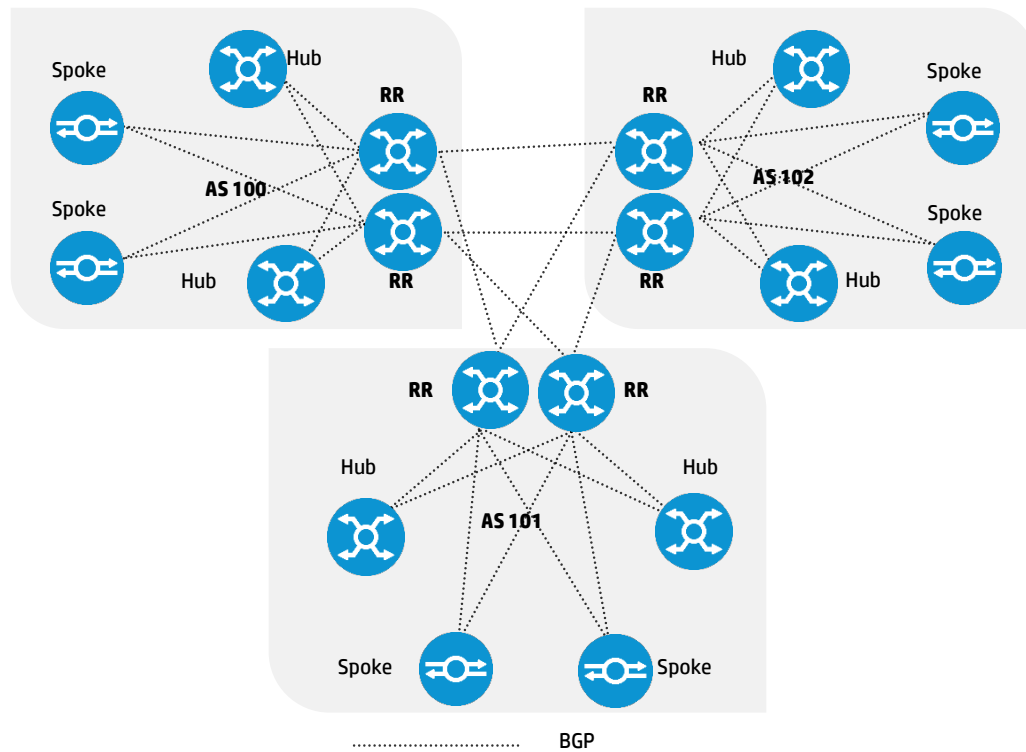 Hub
Spoke
RR
AS 100
Spoke
Hub
RR
Hub
Spoke
RR
AS 102
Spoke
Hub
RR
RR
RR
Hub
Hub
AS 101
Spoke
Spoke
BGP